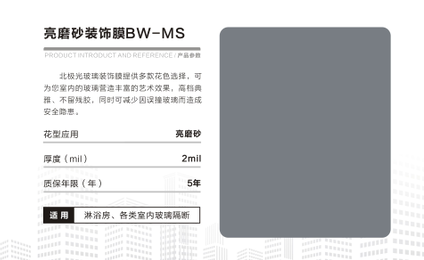 亮磨砂装饰膜BW-MS
PRODUCT INTRODUCTION AND REFERENCE / 产品参数
北极光玻璃装饰膜提供多款花色选择，可
为您室内的玻璃营造丰富的艺术效果，高档典
雅、不留残胶，同时可减少因误撞玻璃而造成
安全隐患。
花型应用 亮磨砂
厚度（mil） 2mil
质保年限（年） 5年
适用 淋浴房、各类室内玻璃隔断